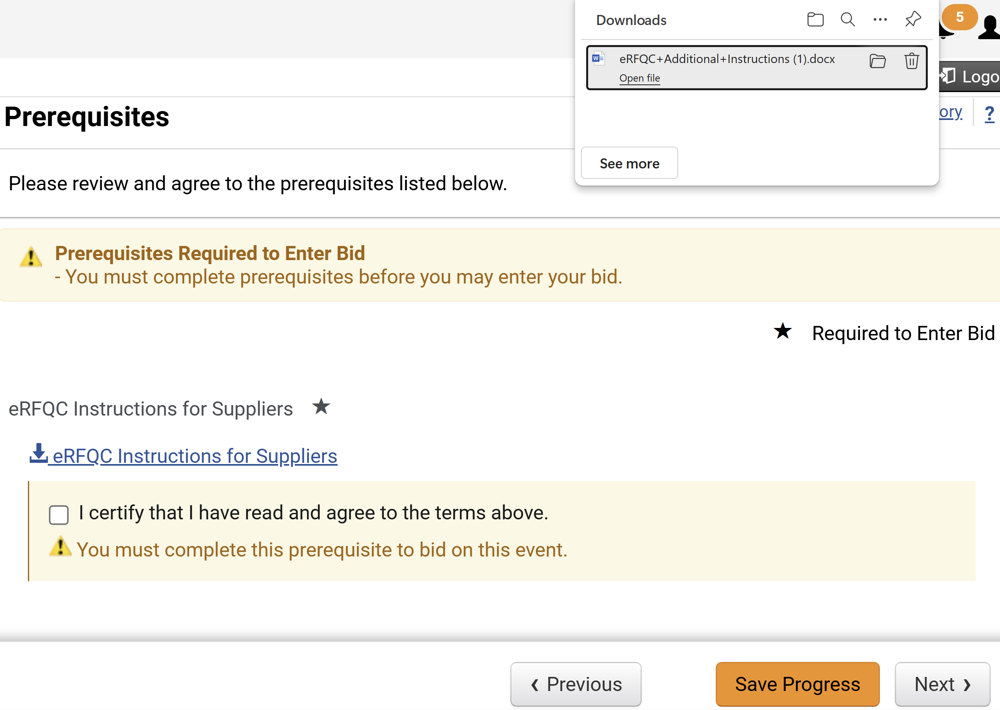 Downloads
5
eRFQC+Additional+Instructions (1).docx
Open file
Logo
Prerequisites
ory
?
See more
Please review and agree to the prerequisites listed below.
Prerequisites Required to Enter Bid
- You must complete prerequisites before you may enter your bid.
★ Required to Enter Bid
eRFQC Instructions for Suppliers ★
eRFQC Instructions for Suppliers
I certify that I have read and agree to the terms above.
You must complete this prerequisite to bid on this event.
‹ Previous
Save Progress
Next ›